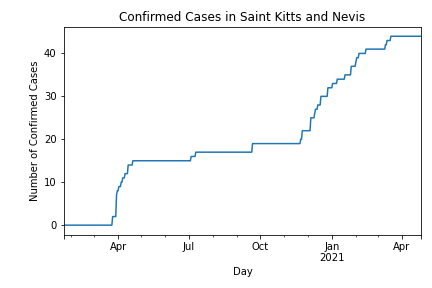 Confirmed Cases in Saint Kitts and Nevis
Number of Confirmed Cases
40
30
20
10
0
Apr Jul Oct Jan Apr
2021
Day